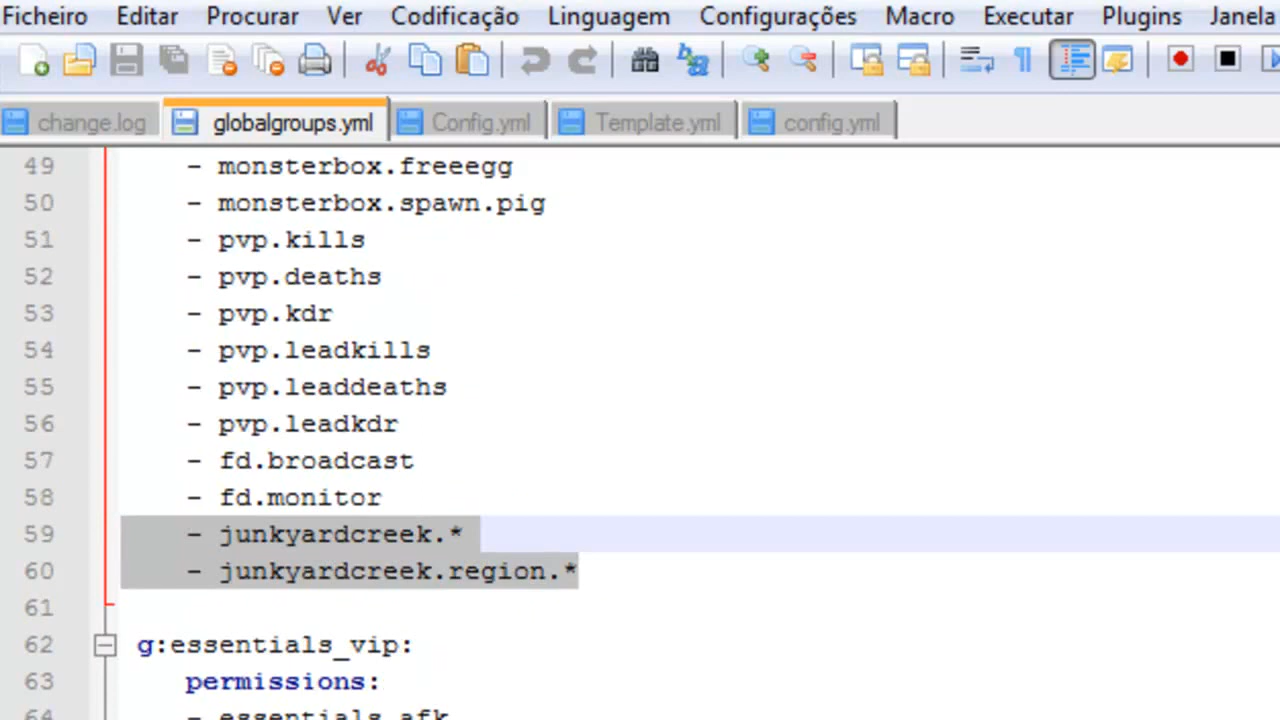 Ficheiro Editar Procurar Ver Codificação Linguagem Configurações Macro Executar Plugins Janela
change.log globalgroups.yml Config.yml Template.yml config.yml
49 - monsterbox.freeegg
50 - monsterbox.spawn.pig
51 - pvp.kills
52 - pvp.deaths
53 - pvp.kdr
54 - pvp.leadkills
55 - pvp.leaddeaths
56 - pvp.leadkdr
57 - fd.broadcast
58 - fd.monitor
59 - junkyardcreek.*
60 - junkyardcreek.region.*
61
62 g:essentials_vip:
63 permissions:
64 - essentials.afk